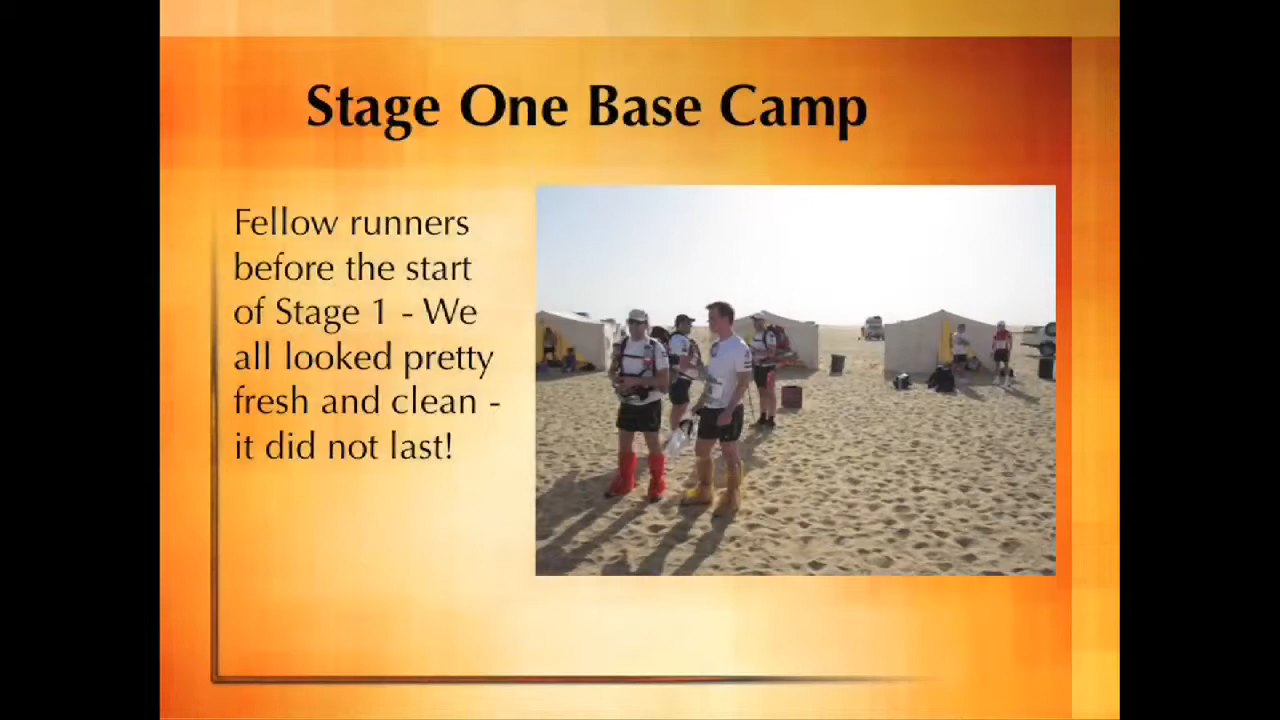 Stage One Base Camp
Fellow runners
before the start
of Stage 1 - We
all looked pretty
fresh and clean -
it did not last!